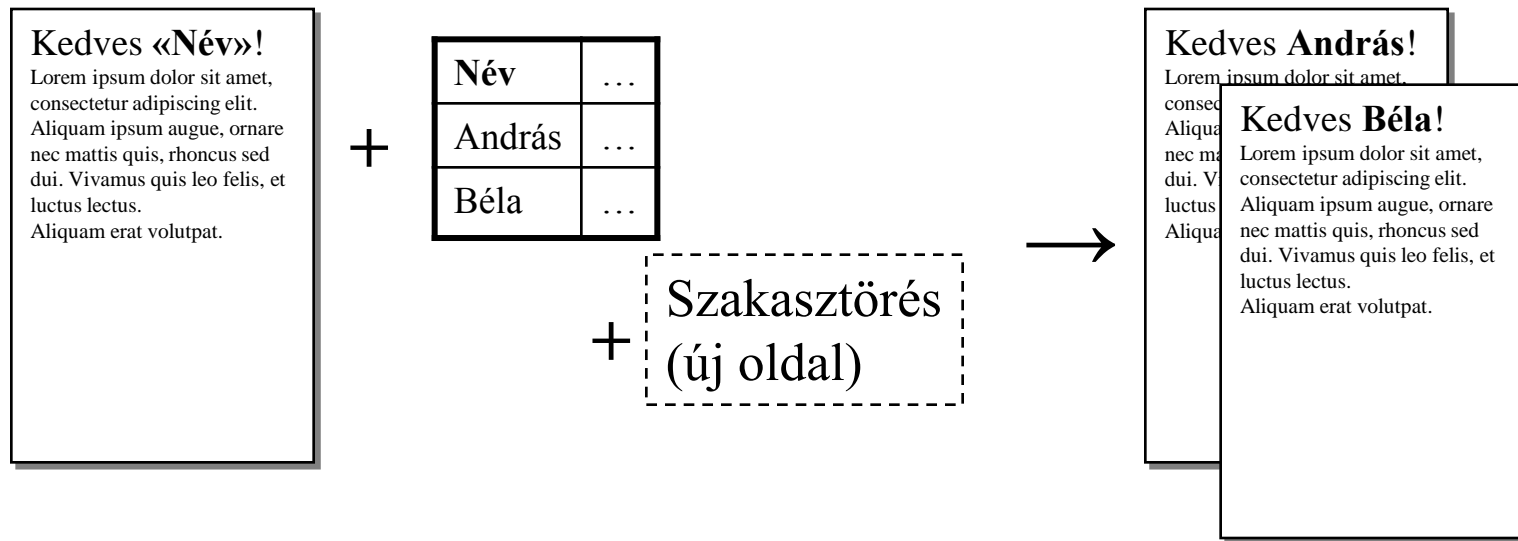 Kedves «Név»!
Lorem ipsum dolor sit amet,
consectetur adipiscing elit.
Aliquam ipsum augue, ornare
nec mattis quis, rhoncus sed
dui. Vivamus quis leo felis, et
luctus lectus.
Aliquam erat volutpat.
+
Név …
András …
Béla …
+
Szakasztörés
(új oldal)
→
Kedves András!
Lorem ipsum dolor sit amet,
consec
Aliqua
nec ma
dui. V
luctus
Aliqua
Kedves Béla!
Lorem ipsum dolor sit amet,
consectetur adipiscing elit.
Aliquam ipsum augue, ornare
nec mattis quis, rhoncus sed
dui. Vivamus quis leo felis, et
luctus lectus.
Aliquam erat volutpat.